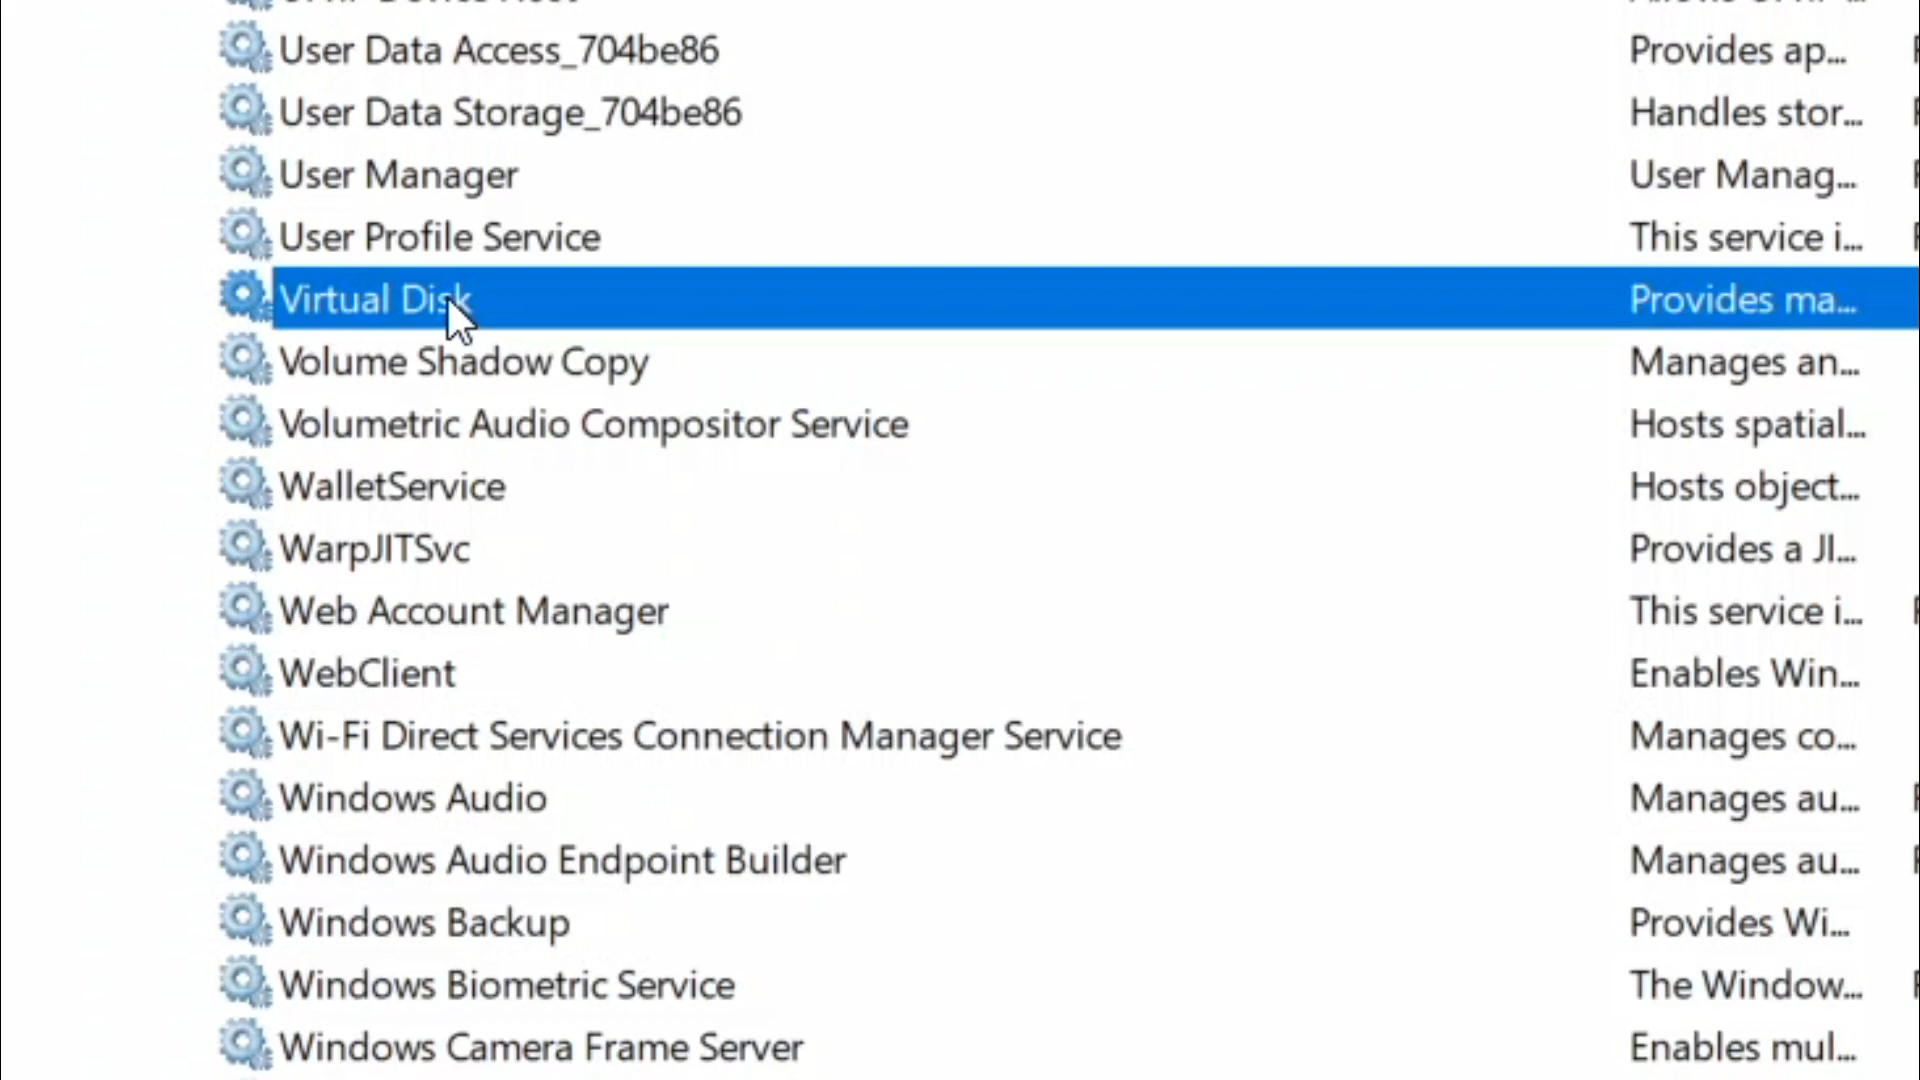 User Data Access_704be86 Provides ap...
User Data Storage_704be86 Handles stor...
User Manager User Manag...
User Profile Service This service i...
Virtual Disk Provides ma...
Volume Shadow Copy Manages an...
Volumetric Audio Compositor Service Hosts spatial...
WalletService Hosts object...
WarpJITSvc Provides a JI...
Web Account Manager This service i...
WebClient Enables Win...
Wi-Fi Direct Services Connection Manager Service Manages co...
Windows Audio Manages au...
Windows Audio Endpoint Builder Manages au...
Windows Backup Provides Wi...
Windows Biometric Service The Window...
Windows Camera Frame Server Enables mul...